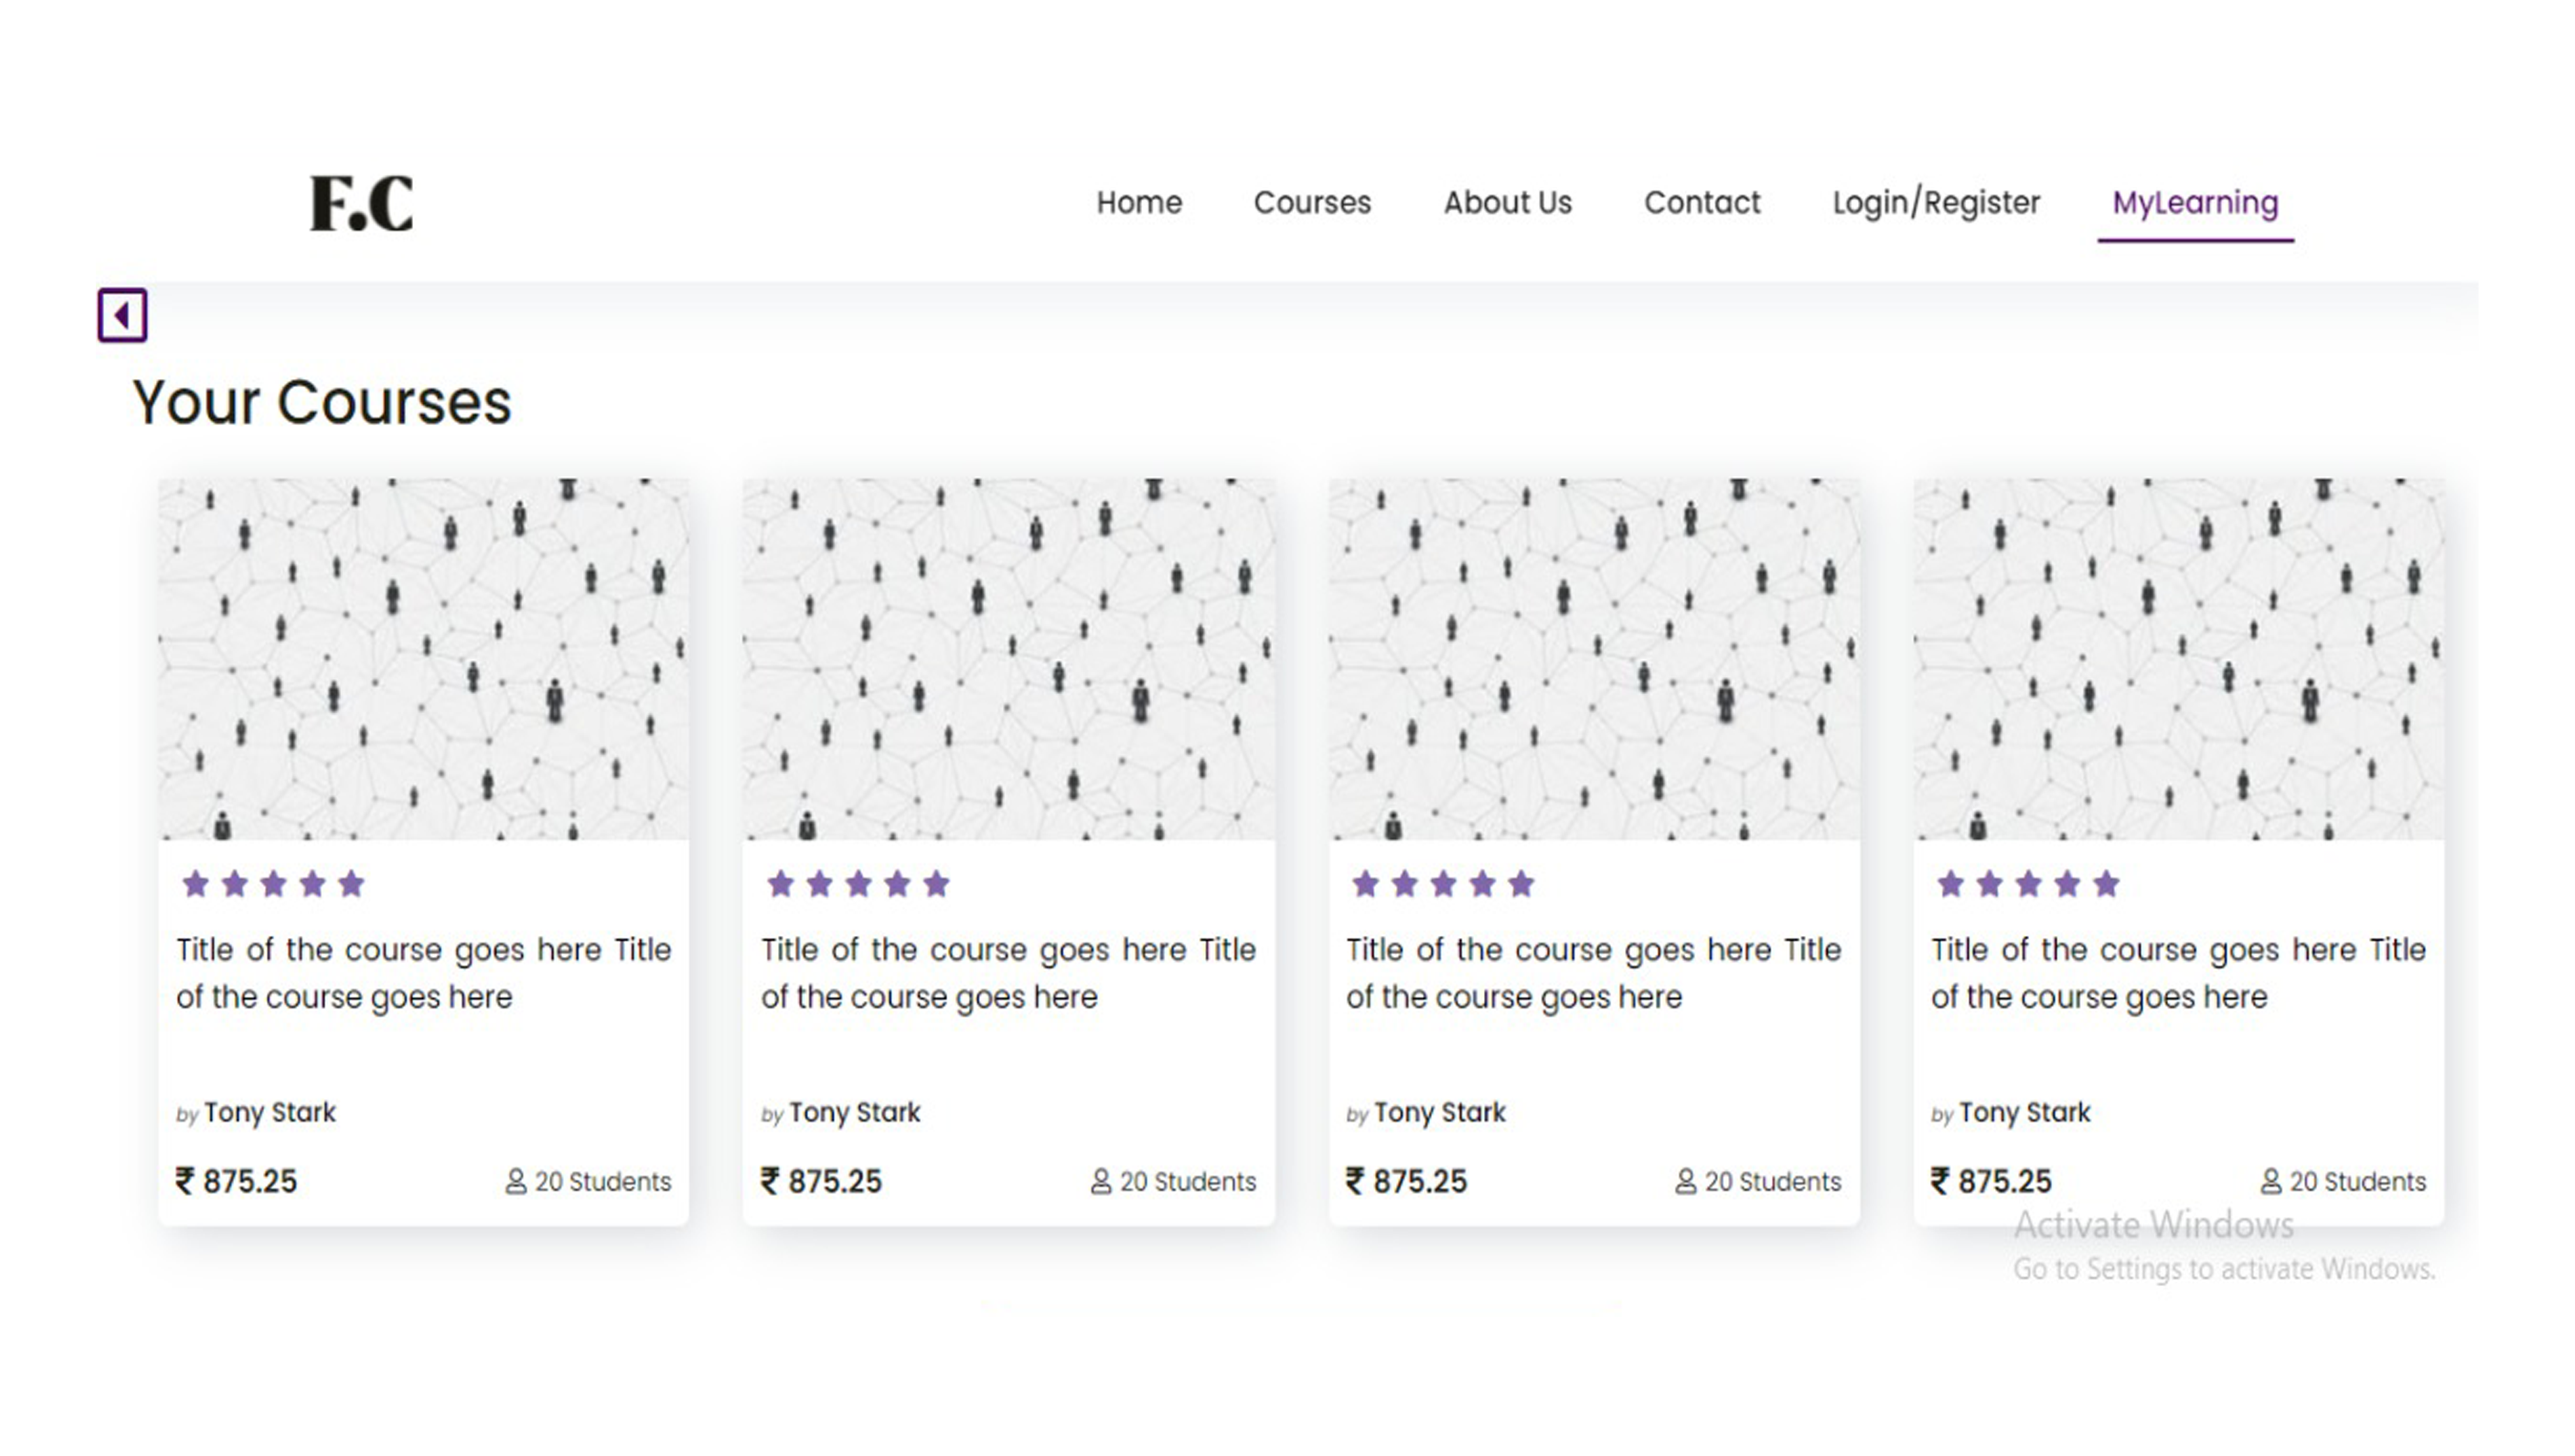 F.C
Home Courses About Us Contact Login/Register MyLearning
Your Courses
Title of the course goes here Title
of the course goes here
by Tony Stark
₹ 875.25 20 Students
Title of the course goes here Title
of the course goes here
by Tony Stark
₹ 875.25 20 Students
Title of the course goes here Title
of the course goes here
by Tony Stark
₹ 875.25 20 Students
Title of the course goes here Title
of the course goes here
by Tony Stark
₹ 875.25 20 Students
Activate Windows
Go to Settings to activate Windows.